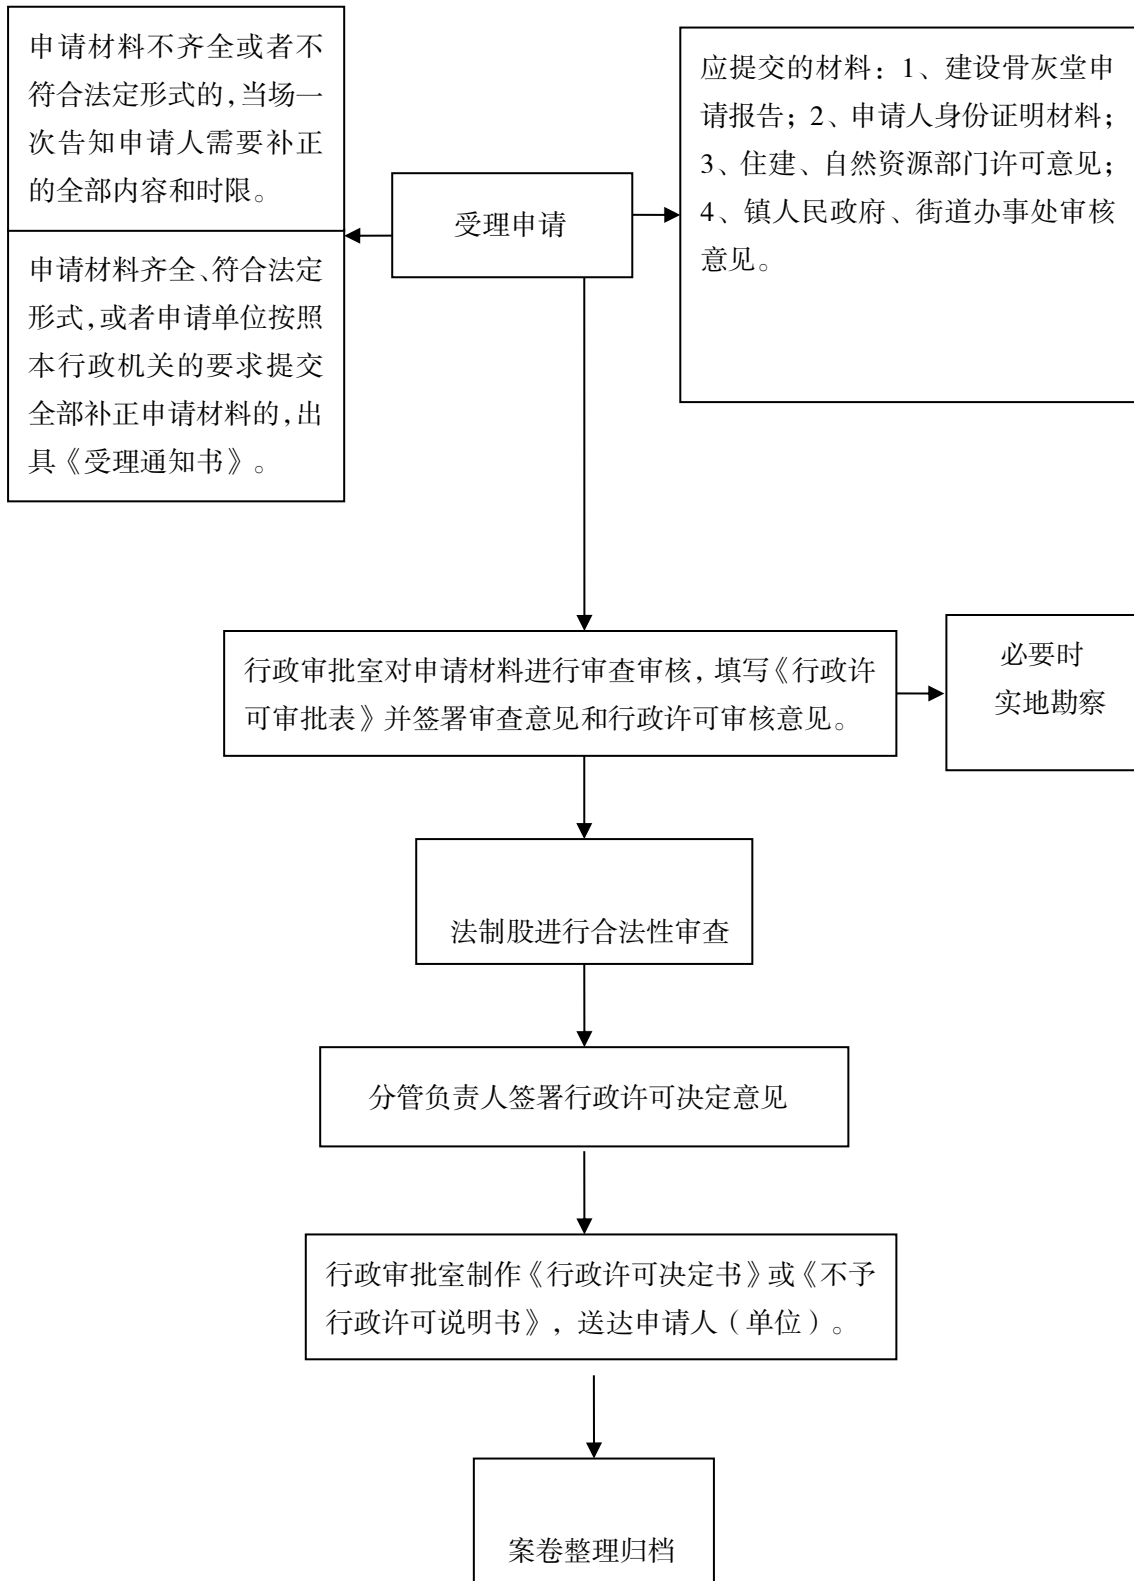 申请材料不齐全或者不
符合法定形式的,当场一
次告知申请人需要补正
的全部内容和时限。
申请材料齐全、符合法定
形式,或者申请单位按照
本行政机关的要求提交
全部补正申请材料的,出
具《受理通知书》。
受理申请
应提交的材料：1、建设骨灰堂申
请报告；2、申请人身份证明材料；
3、住建、自然资源部门许可意见；
4、镇人民政府、街道办事处审核
意见。
行政审批室对申请材料进行审查审核,填写《行政许
可审批表》并签署审查意见和行政许可审核意见。
必要时
实地勘察
法制股进行合法性审查
分管负责人签署行政许可决定意见
行政审批室制作《行政许可决定书》或《不予
行政许可说明书》,送达申请人（单位）。
案卷整理归档